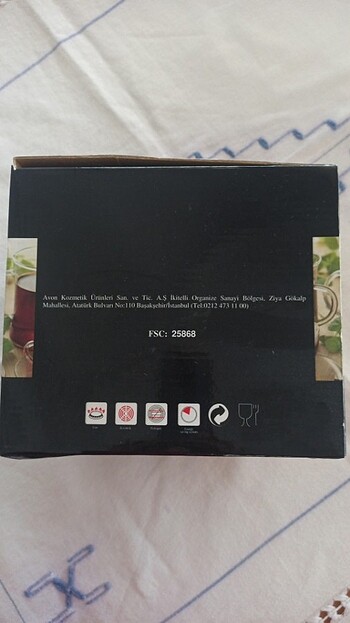 Avon Kozmetik Ürünleri San. ve Tic. A.Ş İkitelli Organize Sanayi Bölgesi, Ziya Gökalp
Mahallesi, Atatürk Bulvarı No:110 Başakşehir/İstanbul (Tel:0212 473 11 00)
FSC: 25868